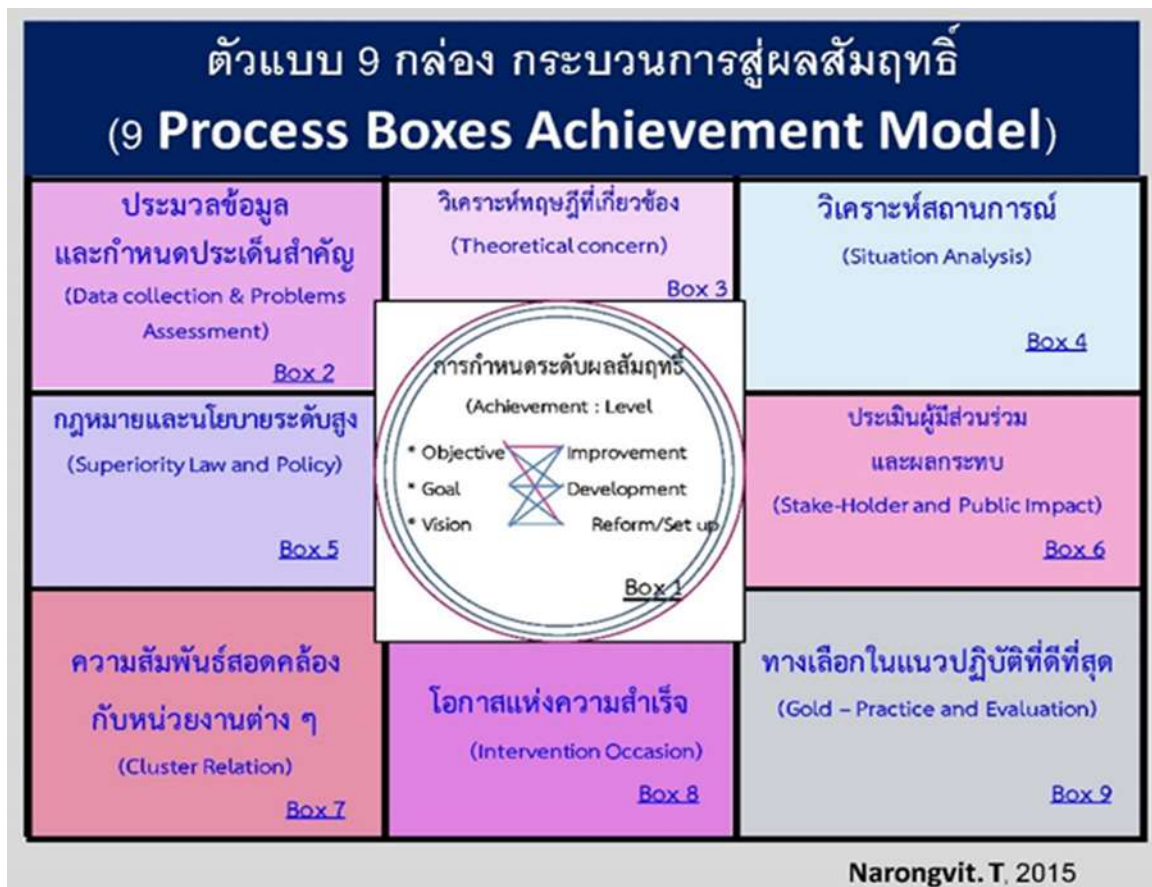 ตัวแบบ 9 กล่อง กระบวนการสู่ผลสัมฤทธิ์
(9 Process Boxes Achievement Model)
ประมวลข้อมูล
และกำหนดประเด็นสำคัญ
(Data collection & Problems
Assessment)
Box 2
วิเคราะห์ทฤษฎีที่เกี่ยวข้อง
(Theoretical concern)
Box 3
วิเคราะห์สถานการณ์
(Situation Analysis)
Box 4
กฎหมายและนโยบายระดับสูง
(Superiority Law and Policy)
Box 5
การกำหนดระดับผลสัมฤทธิ์
(Achievement : Level
* Objective Improvement
* Goal Development
* Vision Reform/Set up
Box 1
ประเมินผู้มีส่วนร่วม
และผลกระทบ
(Stake-Holder and Public Impact)
Box 6
ความสัมพันธ์สอดคล้อง
กับหน่วยงานต่าง ๆ
(Cluster Relation)
Box 7
โอกาสแห่งความสำเร็จ
(Intervention Occasion)
Box 8
ทางเลือกในแนวปฏิบัติที่ดีที่สุด
(Gold – Practice and Evaluation)
Box 9
Narongvit. T, 2015